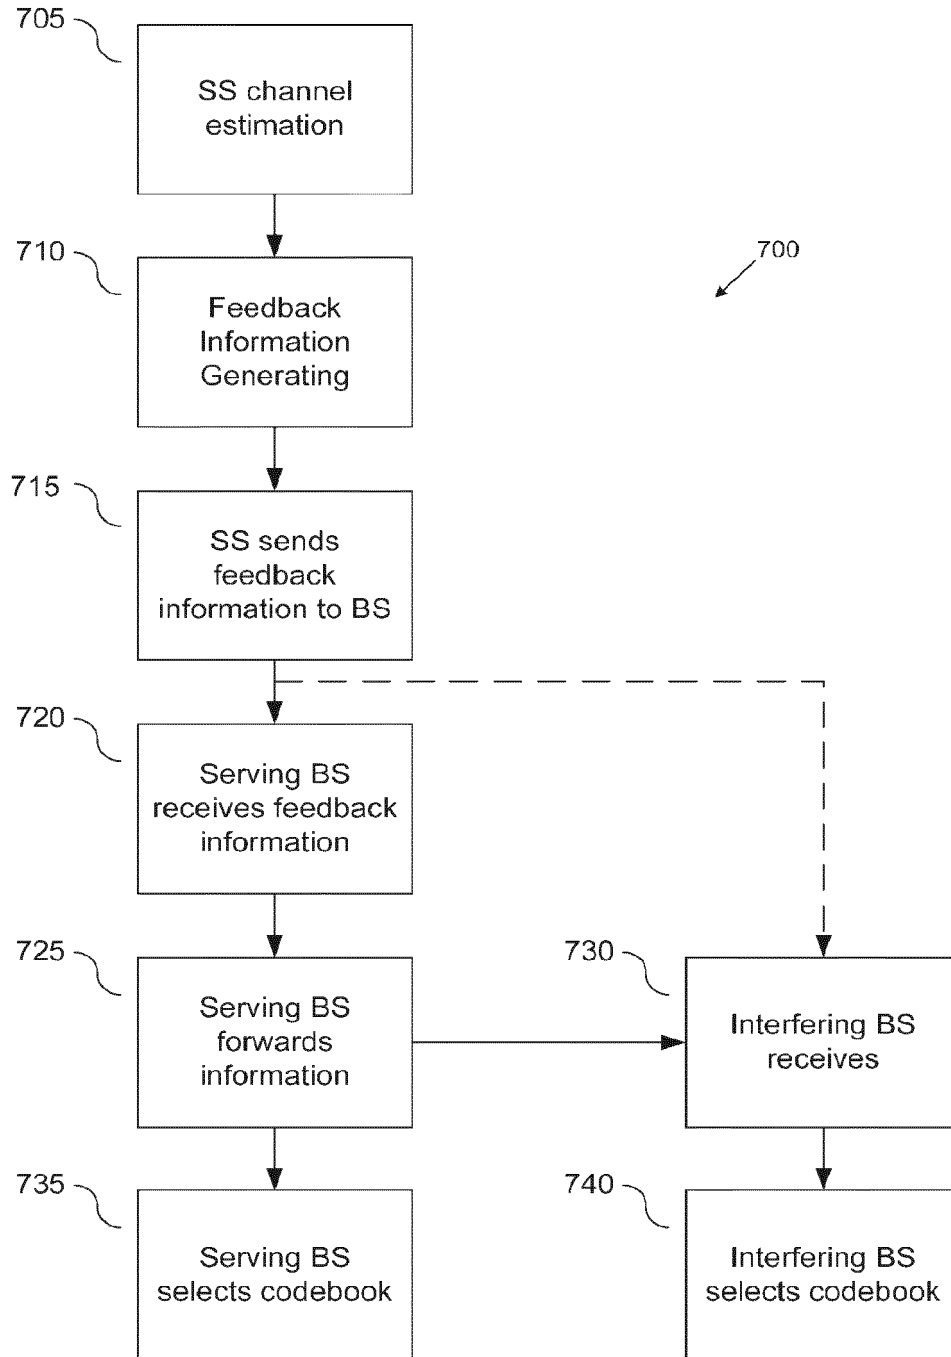 705
SS channel
estimation
710
700
Feedback
Information
Generating
715
SS sends
feedback
information to BS
720
Serving BS
receives feedback
information
725
Serving BS
forwards
information
730
Interfering BS
receives
735
Serving BS
selects codebook
740
Interfering BS
selects codebook